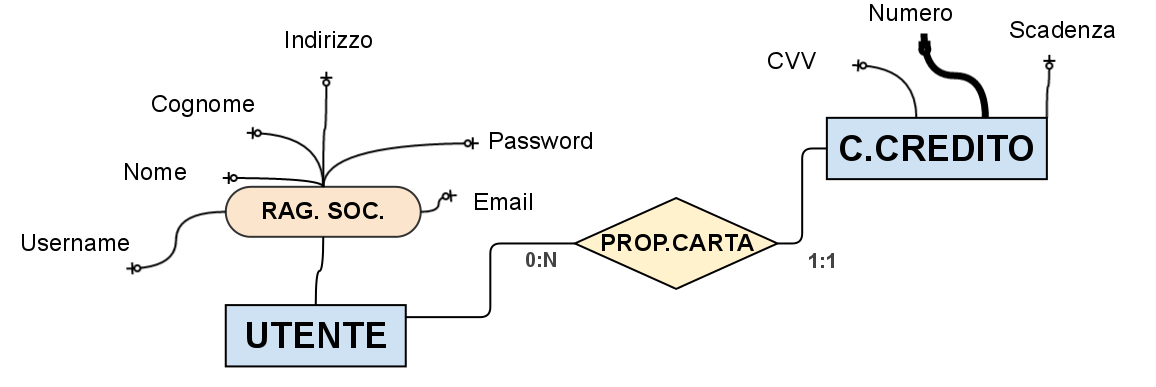 Numero
Indirizzo
Scadenza
CVV
Cognome
Password
C.CREDITO
Nome
Email
RAG. SOC.
Username
PROP.CARTA
0:N
1:1
UTENTE